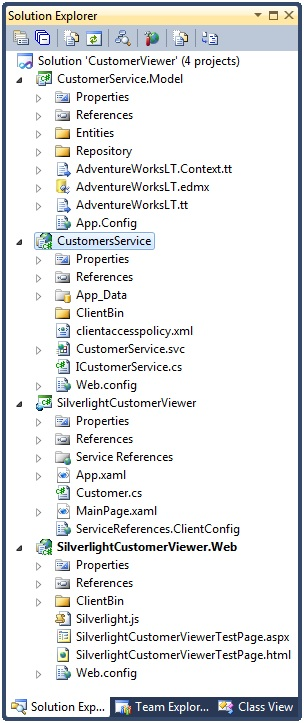 Solution Explorer
Solution 'CustomerViewer' (4 projects)
CustomerService.Model
Properties
References
Entities
Repository
AdventureWorksLT.Context.tt
AdventureWorksLT.edmx
AdventureWorksLT.tt
App.Config
CustomersService
Properties
References
App_Data
ClientBin
clientaccesspolicy.xml
CustomerService.svc
ICustomerService.cs
Web.config
SilverlightCustomerViewer
Properties
References
Service References
App.xaml
Customer.cs
MainPage.xaml
ServiceReferences.ClientConfig
SilverlightCustomerViewer.Web
Properties
References
ClientBin
Silverlight.js
SilverlightCustomerViewerTestPage.aspx
SilverlightCustomerViewerTestPage.html
Web.config
Solution Exp... Team Explor... Class View